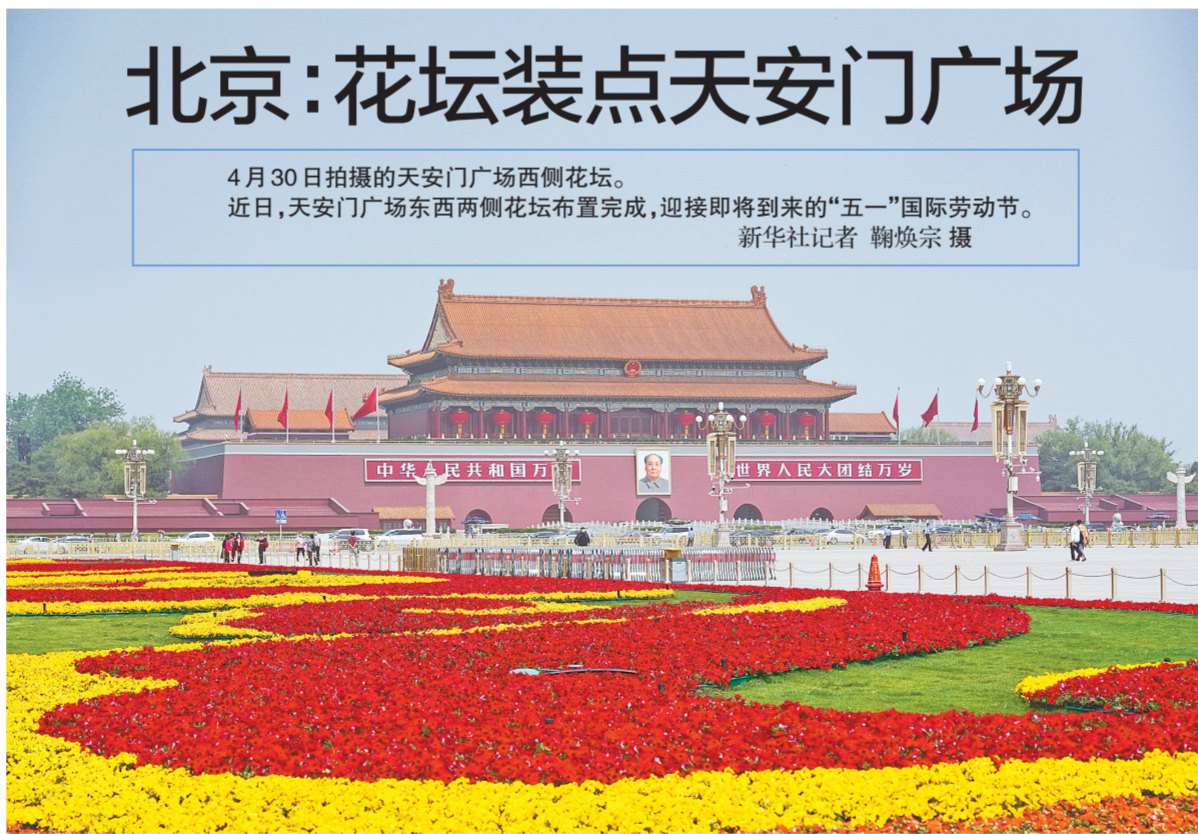 北京：花坛装点天安门广场
4月30日拍摄的天安门广场西侧花坛。
近日，天安门广场东西两侧花坛布置完成，迎接即将到来的“五一”国际劳动节。
新华社记者 鞠焕宗 摄
中华人民共和国万
世界人民大团结万岁